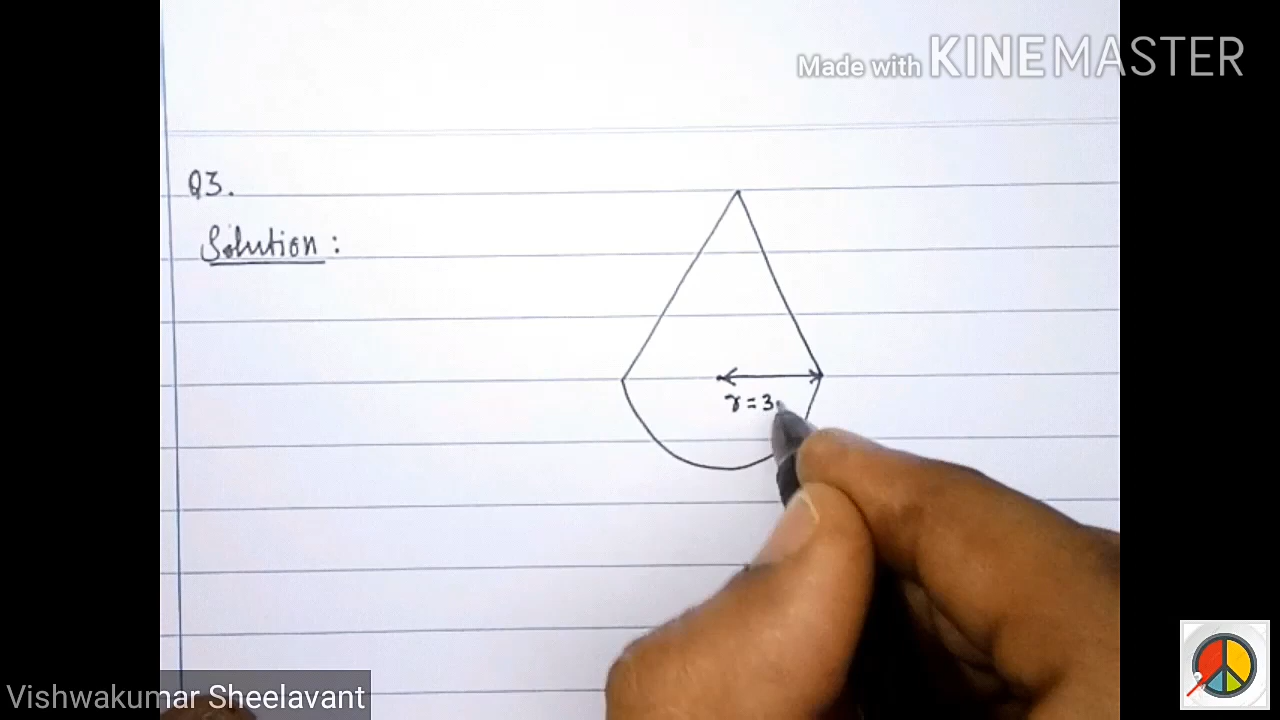 Made with KINEMASTER
Q3.
Solution :
r = 3.
Vishwakumar Sheelavant